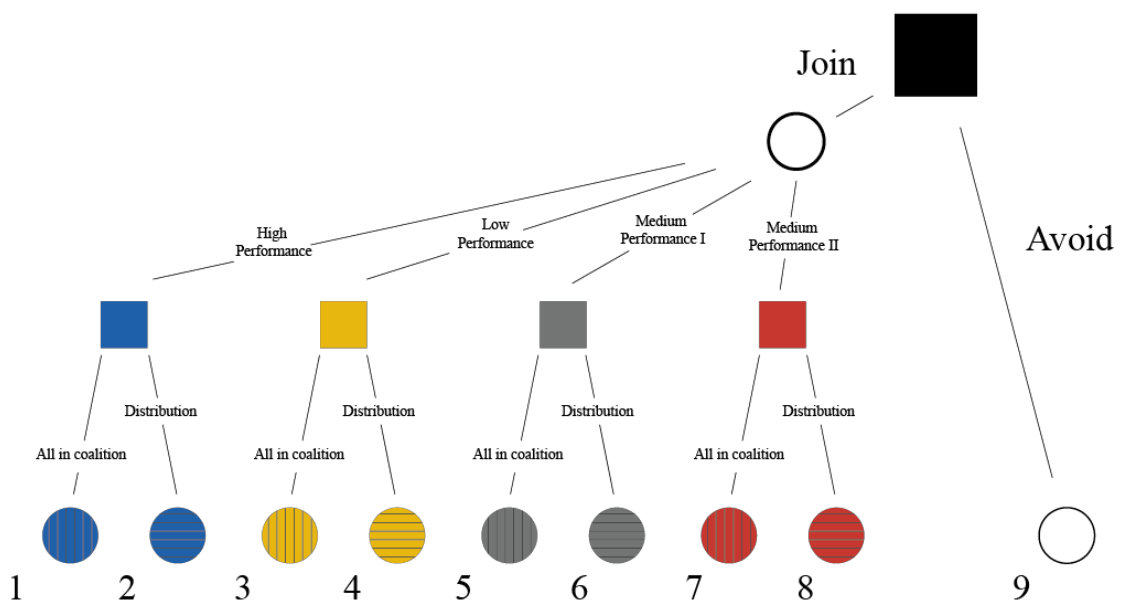 Join
Avoid
High
Performance
Low
Performance
Medium
Performance I
Medium
Performance II
Distribution
Distribution
Distribution
Distribution
All in coalition
All in coalition
All in coalition
All in coalition
1 2 3 4 5 6 7 8 9